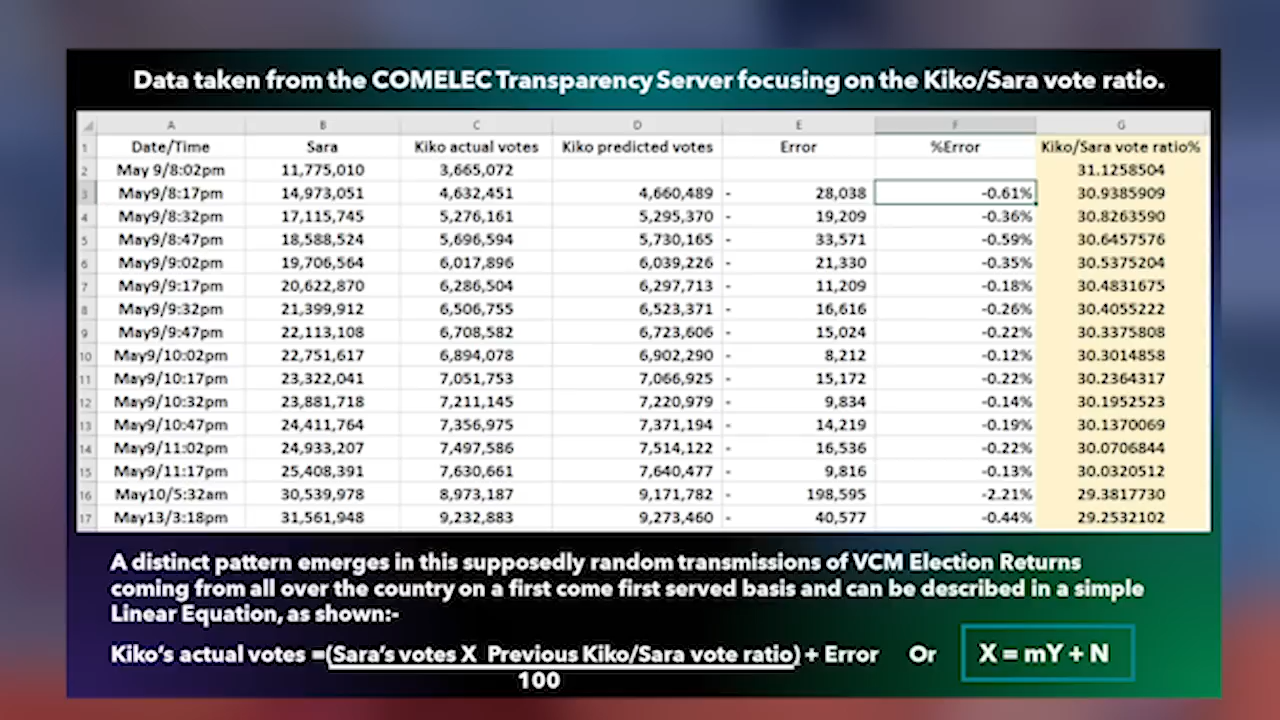 Data taken from the COMELEC Transparency Server focusing on the Kiko/Sara vote ratio.
A B C D E F G
1 Date/Time Sara Kiko actual votes Kiko predicted votes Error %Error Kiko/Sara vote ratio%
2 May 9/8:02pm 11,775,010 3,665,072 31.1258504
3 May9/8:17pm 14,973,051 4,632,451 4,660,489 - 28,038 -0.61% 30.9385909
4 May9/8:32pm 17,115,745 5,276,161 5,295,370 - 19,209 -0.36% 30.8263590
5 May9/8:47pm 18,588,524 5,696,594 5,730,165 - 33,571 -0.59% 30.6457576
6 May9/9:02pm 19,706,564 6,017,896 6,039,226 - 21,330 -0.35% 30.5375204
7 May9/9:17pm 20,622,870 6,286,504 6,297,713 - 11,209 -0.18% 30.4831675
8 May9/9:32pm 21,399,912 6,506,755 6,523,371 - 16,616 -0.26% 30.4055222
9 May9/9:47pm 22,113,108 6,708,582 6,723,606 - 15,024 -0.22% 30.3375808
10 May9/10:02pm 22,751,617 6,894,078 6,902,290 - 8,212 -0.12% 30.3014858
11 May9/10:17pm 23,322,041 7,051,753 7,066,925 - 15,172 -0.22% 30.2364317
12 May9/10:32pm 23,881,718 7,211,145 7,220,979 - 9,834 -0.14% 30.1952523
13 May9/10:47pm 24,411,764 7,356,975 7,371,194 - 14,219 -0.19% 30.1370069
14 May9/11:02pm 24,933,207 7,497,586 7,514,122 - 16,536 -0.22% 30.0706844
15 May9/11:17pm 25,408,391 7,630,661 7,640,477 - 9,816 -0.13% 30.0320512
16 May10/5:32am 30,539,978 8,973,187 9,171,782 - 198,595 -2.21% 29.3817730
17 May13/3:18pm 31,561,948 9,232,883 9,273,460 - 40,577 -0.44% 29.2532102
A distinct pattern emerges in this supposedly random transmissions of VCM Election Returns
coming from all over the country on a first come first served basis and can be described in a simple
Linear Equation, as shown:-
Kiko's actual votes =(Sara's votes X Previous Kiko/Sara vote ratio) + Error Or X = mY + N
100